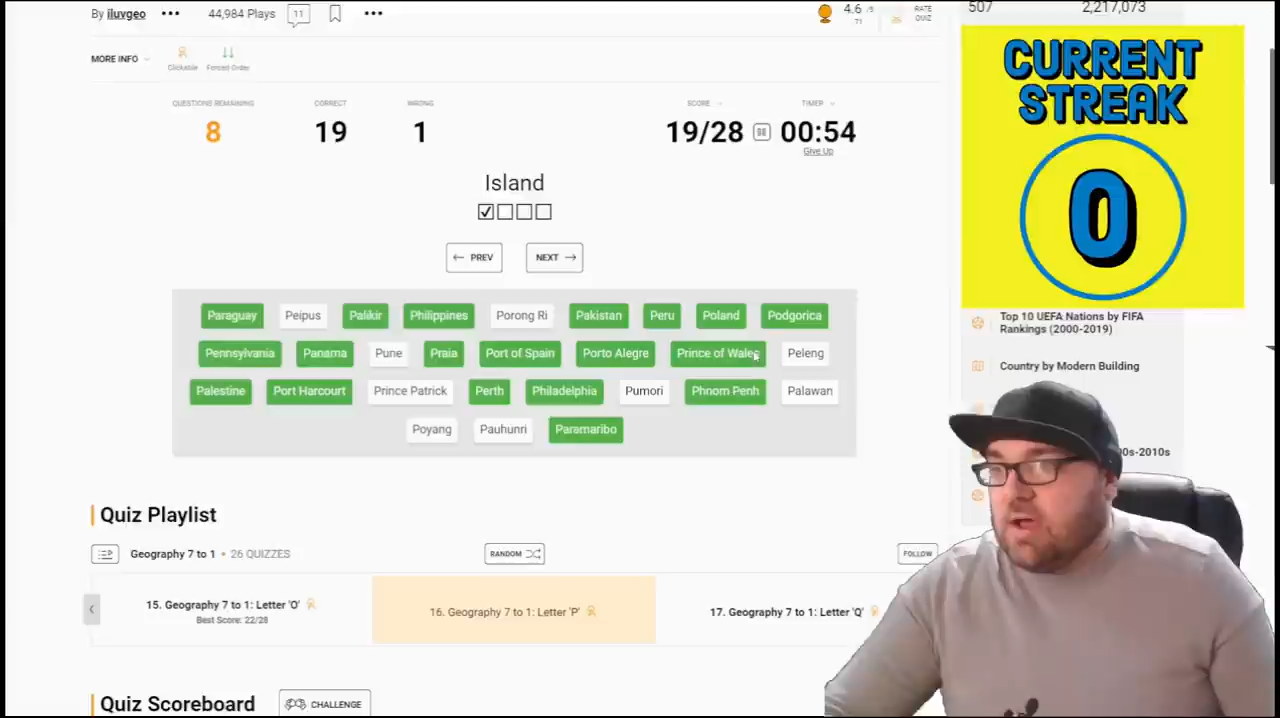 By iluvgeo ••• 44,984 Plays 11 ••• 4.6 /5 71 RATE QUIZ 507 2,217,073
MORE INFO Clickable Forced Order
CURRENT STREAK
0
QUESTIONS REMAINING CORRECT WRONG SCORE TIMER
8 19 1 19/28 00:54
Give Up
Island
← PREV NEXT →
Paraguay Peipus Palikir Philippines Porong Ri Pakistan Peru Poland Podgorica
Pennsylvania Panama Pune Praia Port of Spain Porto Alegre Prince of Wales Peleng
Palestine Port Harcourt Prince Patrick Perth Philadelphia Pumori Phnom Penh Palawan
Poyang Pauhunri Paramaribo
Top 10 UEFA Nations by FIFA
Rankings (2000-2019)
Country by Modern Building
00s-2010s
Quiz Playlist
Geography 7 to 1 • 26 QUIZZES RANDOM FOLLOW
15. Geography 7 to 1: Letter 'O' 16. Geography 7 to 1: Letter 'P' 17. Geography 7 to 1: Letter 'Q'
Best Score: 22/28
Quiz Scoreboard CHALLENGE